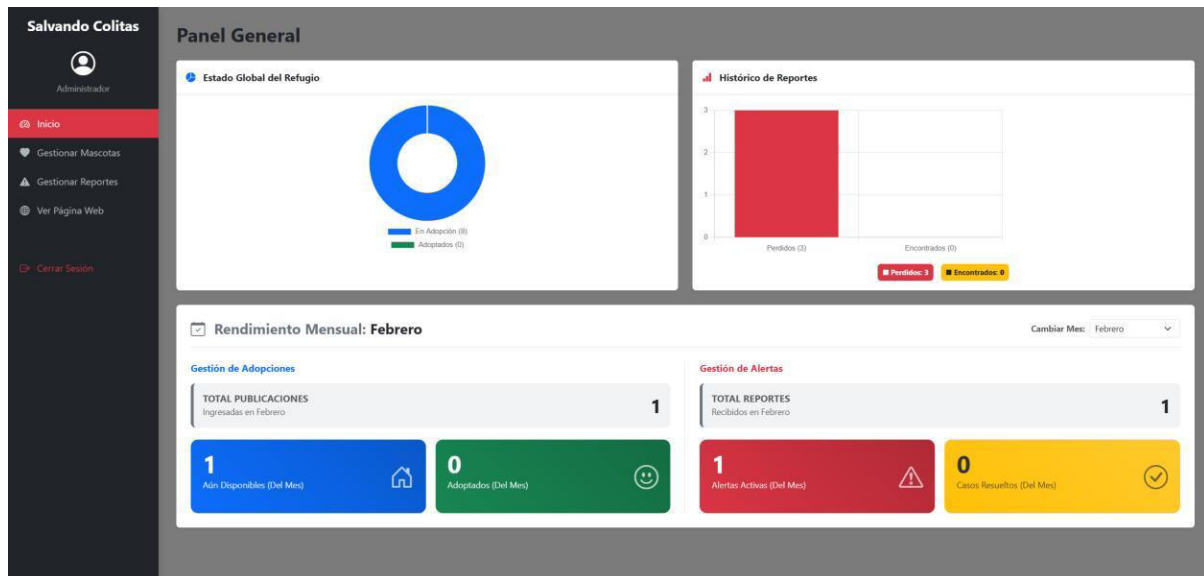 Salvando Colitas
Administrador
Inicio
Gestionar Mascotas
Gestionar Reportes
Ver Página Web
Cerrar Sesión
Panel General
Estado Global del Refugio
En Adopción (8)
Adoptados (0)
Histórico de Reportes
3
2
1
0
Perdidos (3) Encontrados (0)
Perdidos: 3 Encontrados: 0
Rendimiento Mensual: Febrero
Cambiar Mes: Febrero
Gestión de Adopciones
TOTAL PUBLICACIONES
Ingresadas en Febrero
1
1
Aún Disponibles (Del Mes)
0
Adoptados (Del Mes)
Gestión de Alertas
TOTAL REPORTES
Recibidos en Febrero
1
1
Alertas Activas (Del Mes)
0
Casos Resueltos (Del Mes)